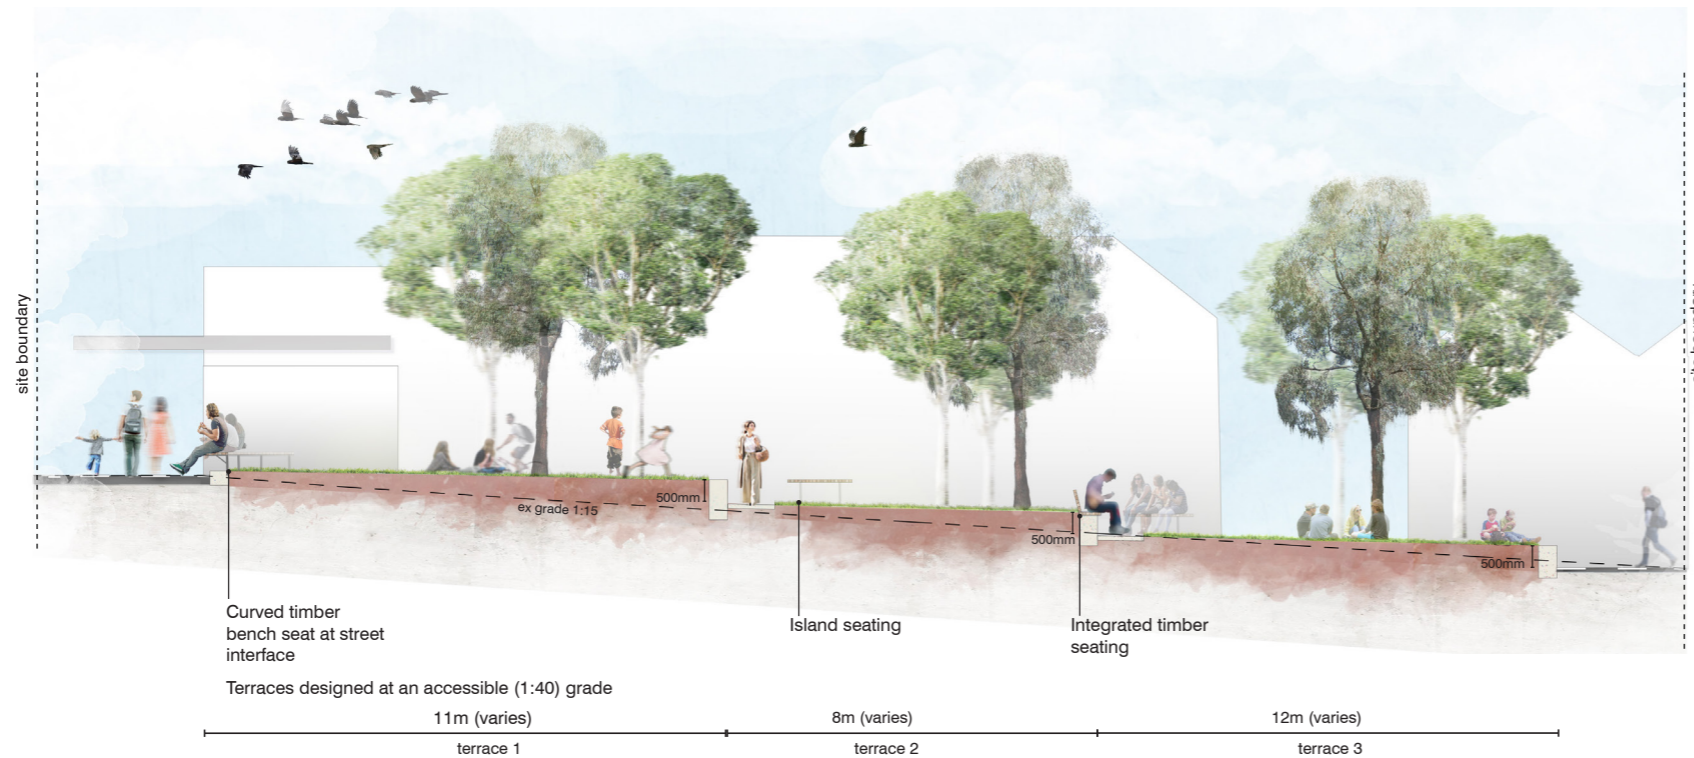 site boundary
500mm
ex grade 1:15
500mm
500mm
Curved timber
bench seat at street
interface
Island seating
Integrated timber
seating
Terraces designed at an accessible (1:40) grade
11m (varies)
8m (varies)
12m (varies)
terrace 1
terrace 2
terrace 3